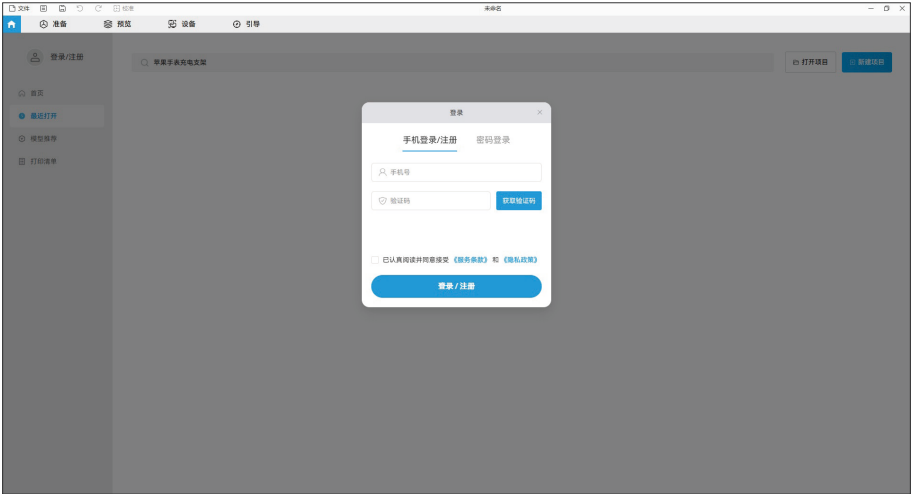 文件 标准 未命名
准备 预览 设备 引导
登录/注册
苹果手表充电支架
打开项目
新建项目
首页
最近打开
模型推荐
打印清单
登录
手机登录/注册 密码登录
手机号
验证码 获取验证码
已认真阅读并同意接受 《服务条款》 和 《隐私政策》
登录 / 注册